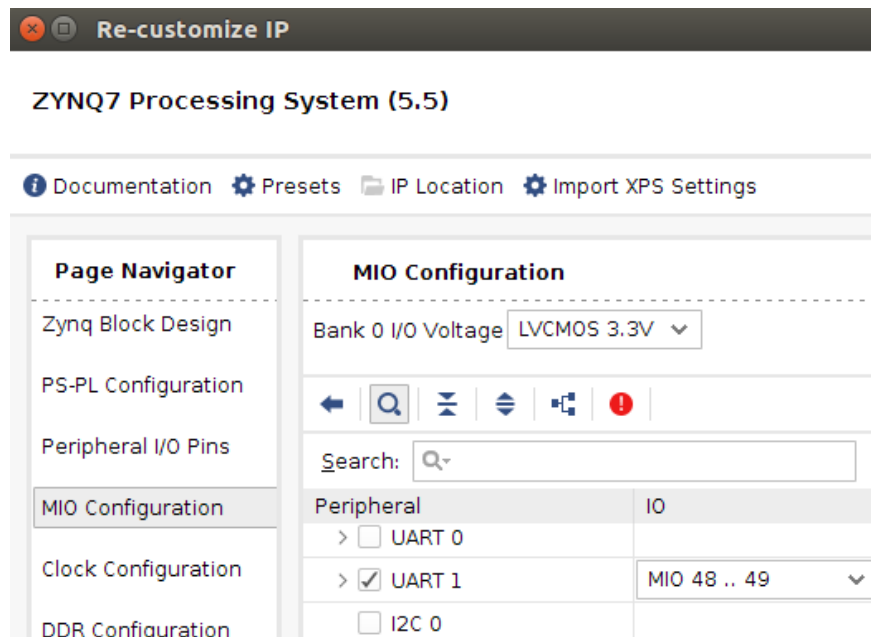 Re-customize IP
ZYNQ7 Processing System (5.5)
Documentation Presets IP Location Import XPS Settings
Page Navigator
Zynq Block Design
PS-PL Configuration
Peripheral I/O Pins
MIO Configuration
Clock Configuration
DDR Configuration
MIO Configuration
Bank 0 I/O Voltage LVCMOS 3.3V
Search:
Peripheral IO
UART 0
UART 1 MIO 48 .. 49
I2C 0